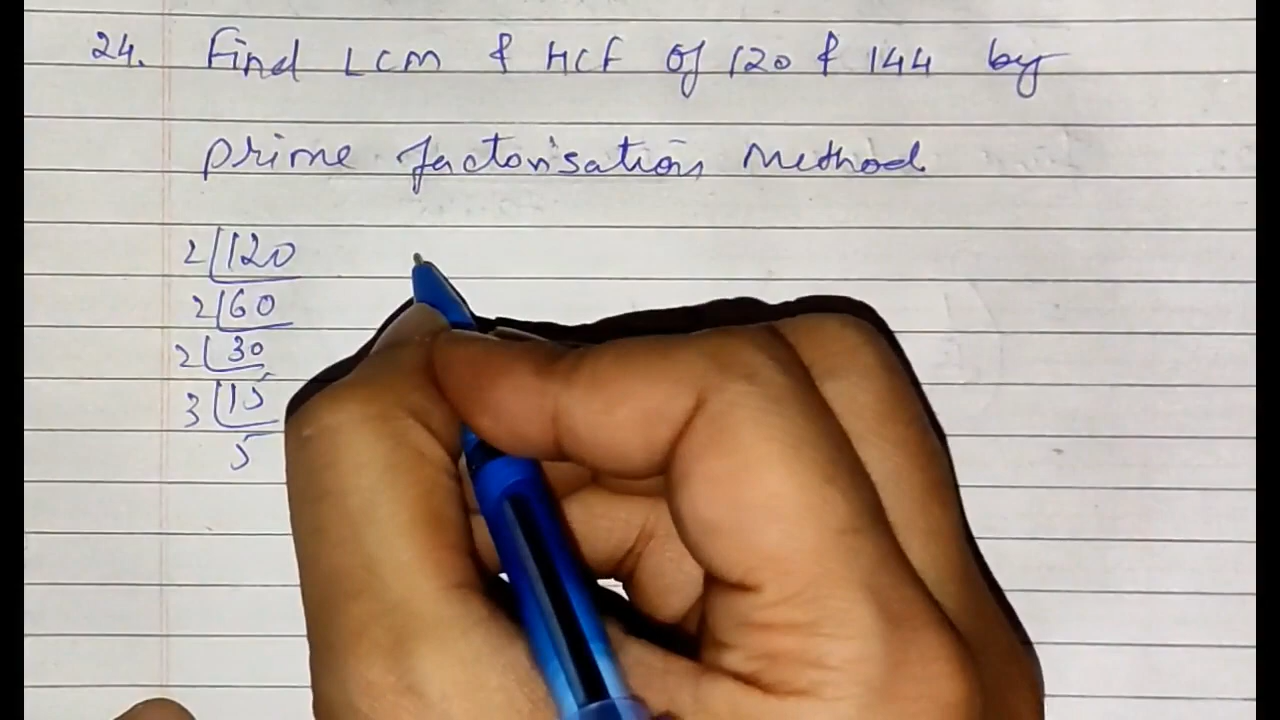 24. Find LCM & HCF of 120 & 144 by
prime factorisation Method
2 120
2 60
2 30
3 15
5